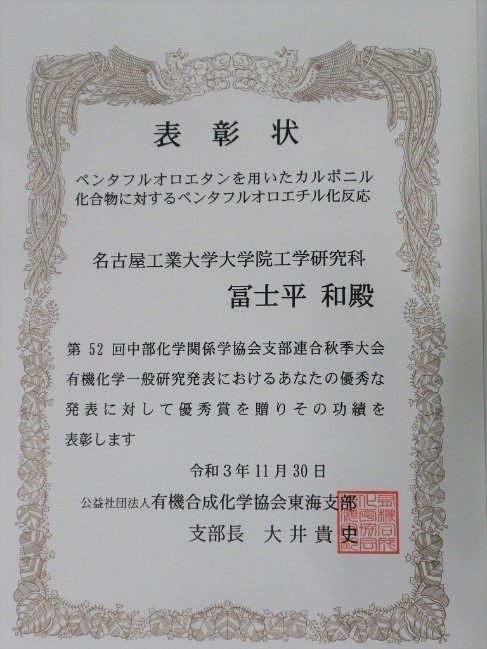 表彰状
ペンタフルオロエタンを用いたカルボニル
化合物に対するペンタフルオロエチル化反応
名古屋工業大学大学院工学研究科
冨士平 和殿
第 52 回中部化学関係学協会支部連合秋季大会
有機化学一般研究発表におけるあなたの優秀な
発表に対して優秀賞を贈りその功績を
表彰します
令和３年 11 月 30 日
公益社団法人有機合成化学協会東海支部
支部長 大井貴史